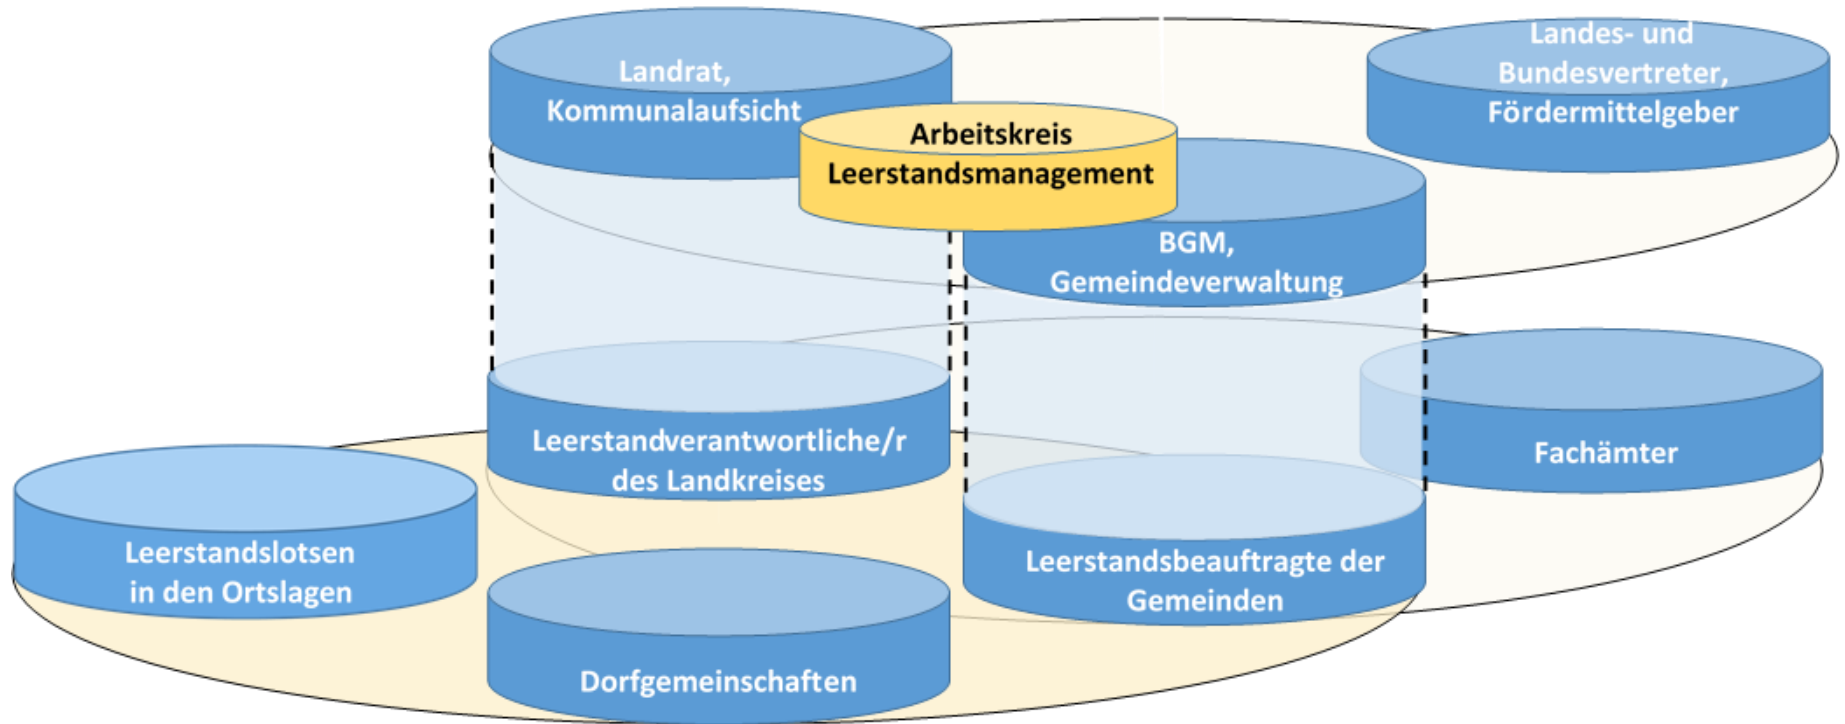 Landrat,
Kommunalaufsicht
Landes- und
Bundesvertreter,
Fördermittelgeber
Arbeitskreis
Leerstandsmanagement
BGM,
Gemeindeverwaltung
Leerstandverantwortliche/r
des Landkreises
Fachämter
Leerstandslotsen
in den Ortslagen
Leerstandsbeauftragte der
Gemeinden
Dorfgemeinschaften